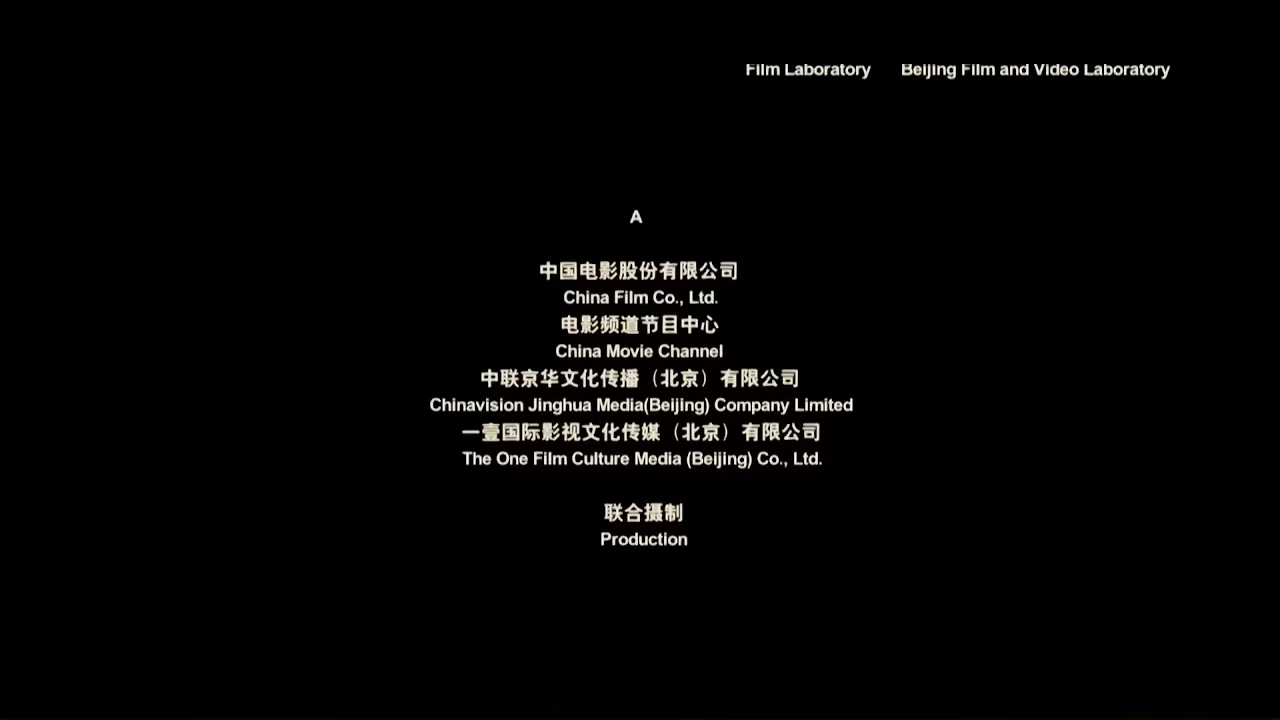 Film Laboratory Beijing Film and Video Laboratory
A
中国电影股份有限公司
China Film Co., Ltd.
电影频道节目中心
China Movie Channel
中联京华文化传播（北京）有限公司
Chinavision Jinghua Media(Beijing) Company Limited
一壹国际影视文化传媒（北京）有限公司
The One Film Culture Media (Beijing) Co., Ltd.
联合摄制
Production